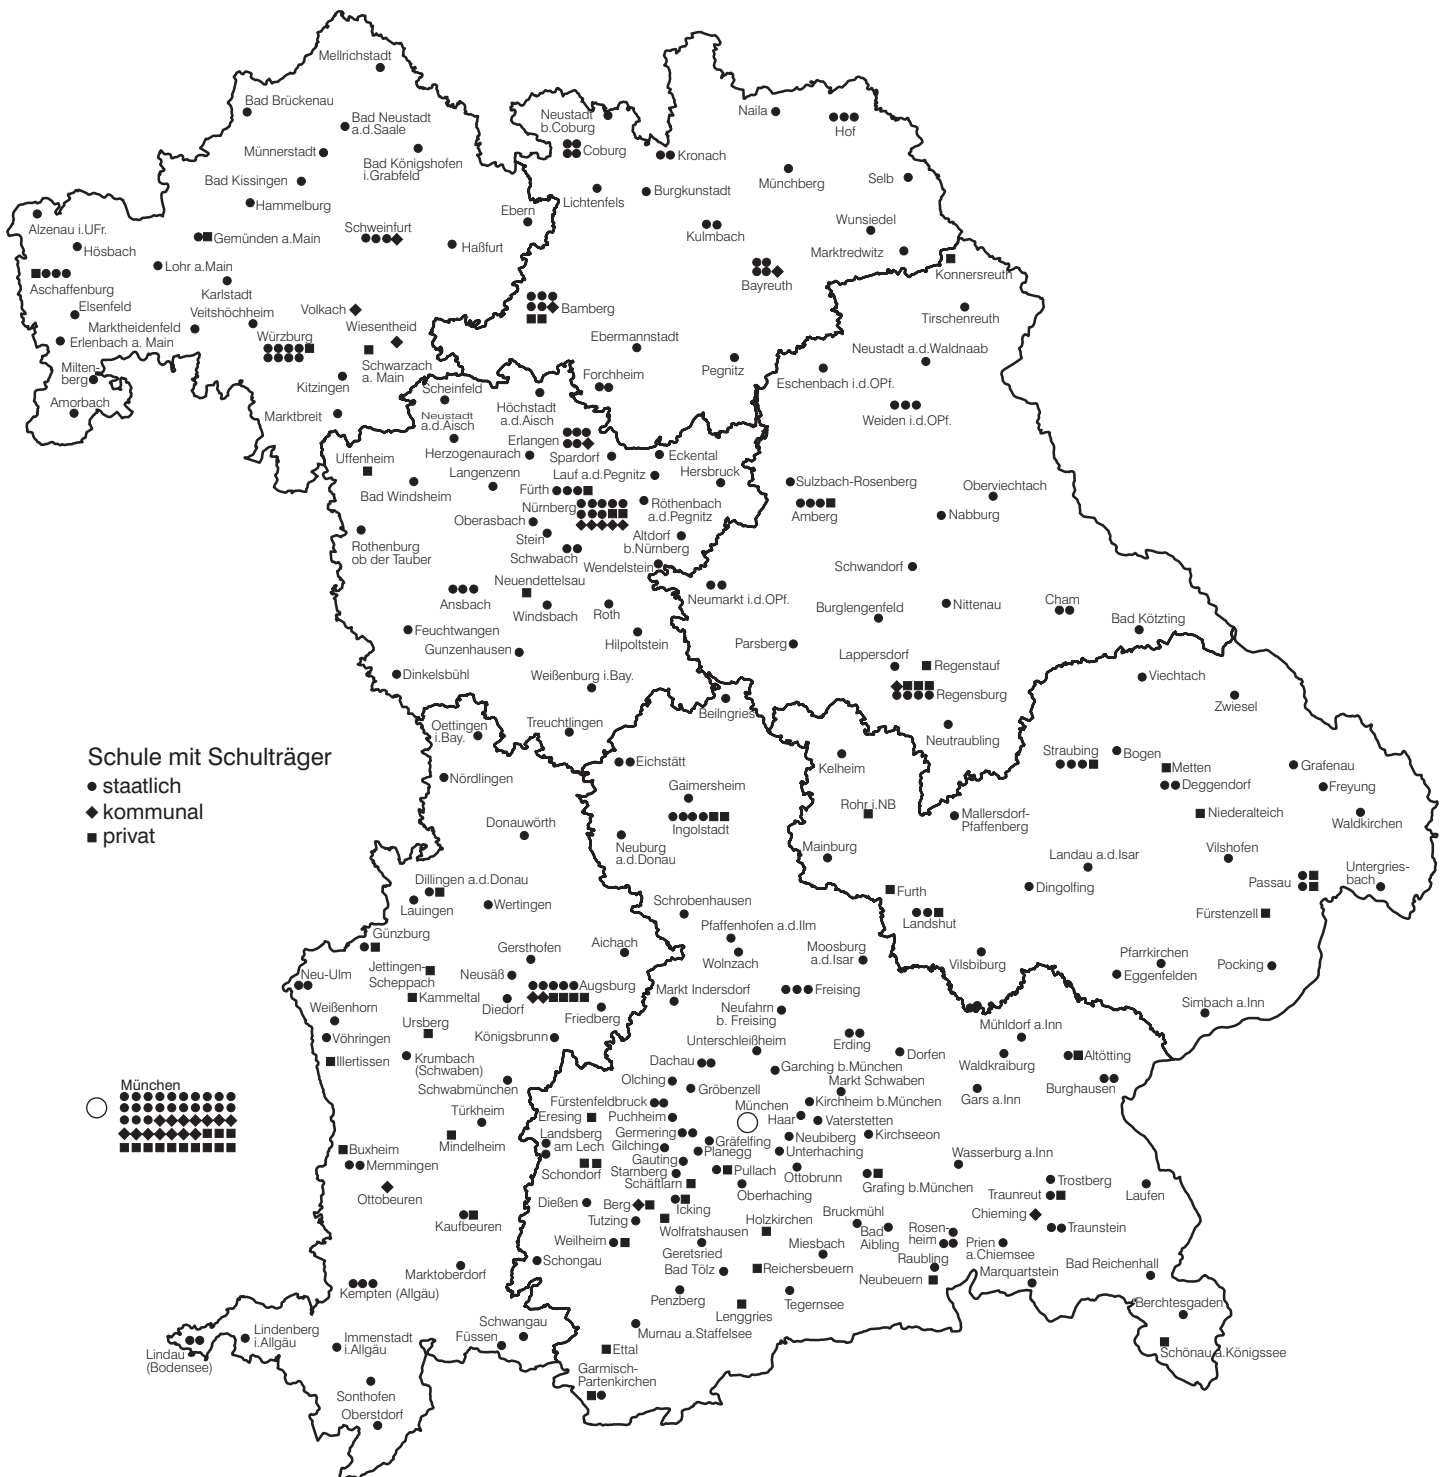 Mellrichstadt
Bad Brückenau
Bad Neustadt
a.d.Saale
Münnerstadt
Bad Königshofen
i.Grabfeld
Bad Kissingen
Hammelburg
Ebern
Alzenau i.UFr.
Hösbach
Gemünden a.Main
Schweinfurt
Haßfurt
Lohr a.Main
Aschaffenburg
Karlstadt
Elsenfeld
Veitshöchheim
Volkach
Marktheidenfeld
Wiesentheid
Erlenbach a. Main
Würzburg
Milten-
berg
Schwarzach
a. Main
Kitzingen
Amorbach
Marktbreit
Neustadt
b.Coburg
Coburg
Kronach
Naila
Hof
Lichtenfels
Burgkunstadt
Münchberg
Selb
Kulmbach
Wunsiedel
Marktredwitz
Bayreuth
Bamberg
Ebermannstadt
Pegnitz
Forchheim
Konnersreuth
Tirschenreuth
Neustadt a.d.Waldnaab
Eschenbach i.d.OPf.
Weiden i.d.OPf.
Sulzbach-Rosenberg
Oberviechtach
Amberg
Nabburg
Schwandorf
Neumarkt i.d.OPf.
Burglengenfeld
Nittenau
Cham
Bad Kötzting
Parsberg
Lappersdorf
Regenstauf
Regensburg
Neutraubling
Scheinfeld
Höchstadt
a.d.Aisch
Neustadt
a.d.Aisch
Erlangen
Herzogenaurach
Spardorf
Eckental
Uffenheim
Langenzenn
Lauf a.d.Pegnitz
Hersbruck
Bad Windsheim
Fürth
Nürnberg
Röthenbach
a.d.Pegnitz
Oberasbach
Stein
Altdorf
b.Nürnberg
Rothenburg
ob der Tauber
Schwabach
Wendelstein
Neuendettelsau
Ansbach
Windsbach
Roth
Feuchtwangen
Hilpoltstein
Gunzenhausen
Dinkelsbühl
Weißenburg i.Bay.
Treuchtlingen
Viechtach
Zwiesel
Straubing
Bogen
Metten
Deggendorf
Grafenau
Freyung
Kelheim
Rohr i.NB
Mallersdorf-
Pfaffenberg
Niederalteich
Waldkirchen
Mainburg
Landau a.d.Isar
Vilshofen
Furth
Dingolfing
Passau
Untergries-
bach
Landshut
Fürstenzell
Vilsbiburg
Pfarrkirchen
Eggenfelden
Pocking
Simbach a.Inn
Schule mit Schulträger
staatlich
kommunal
privat
Oettingen
i.Bay.
Nördlingen
Donauwörth
Dillingen a.d.Donau
Lauingen
Wertingen
Günzburg
Gersthofen
Aichach
Neu-Ulm
Jettingen-
Scheppach
Neusäß
Augsburg
Kammeltal
Diedorf
Friedberg
Weißenhorn
Ursberg
Vöhringen
Königsbrunn
Illertissen
Krumbach
(Schwaben)
Schwabmünchen
Türkheim
Buxheim
Mindelheim
Memmingen
Ottobeuren
Kaufbeuren
Marktoberdorf
Kempten (Allgäu)
Schwangau
Füssen
Lindau
(Bodensee)
Lindenberg
i.Allgäu
Immenstadt
i.Allgäu
Sonthofen
Oberstdorf
München
Beilngries
Eichstätt
Gaimersheim
Ingolstadt
Neuburg
a.d.Donau
Schrobenhausen
Pfaffenhofen a.d.Ilm
Wolnzach
Moosburg
a.d.Isar
Markt Indersdorf
Freising
Neufahrn
b. Freising
Unterschleißheim
Erding
Dorfen
Mühldorf a.Inn
Waldkraiburg
Altötting
Burghausen
Gars a.Inn
Dachau
Garching b.München
Olching
Gröbenzell
Markt Schwaben
Fürstenfeldbruck
München
Kirchheim b.München
Eresing
Puchheim
Haar
Vaterstetten
Landsberg
am Lech
Germering
Gräfelfing
Neubiberg
Kirchseeon
Gilching
Planegg
Unterhaching
Gauting
Schondorf
Starnberg
Pullach
Ottobrunn
Wasserburg a.Inn
Schäftlarn
Oberhaching
Grafing b.München
Trostberg
Dießen
Berg
Icking
Traunreut
Laufen
Tutzing
Wolfratshausen
Holzkirchen
Bruckmühl
Chieming
Traunstein
Weilheim
Geretsried
Bad
Aibling
Rosen-
heim
Prien
a.Chiemsee
Schongau
Bad Tölz
Miesbach
Raubling
Bad Reichenhall
Reichersbeuern
Neubeuern
Marquartstein
Penzberg
Lenggries
Tegernsee
Berchtesgaden
Murnau a.Staffelsee
Ettal
Schönau a.Königssee
Garmisch-
Partenkirchen